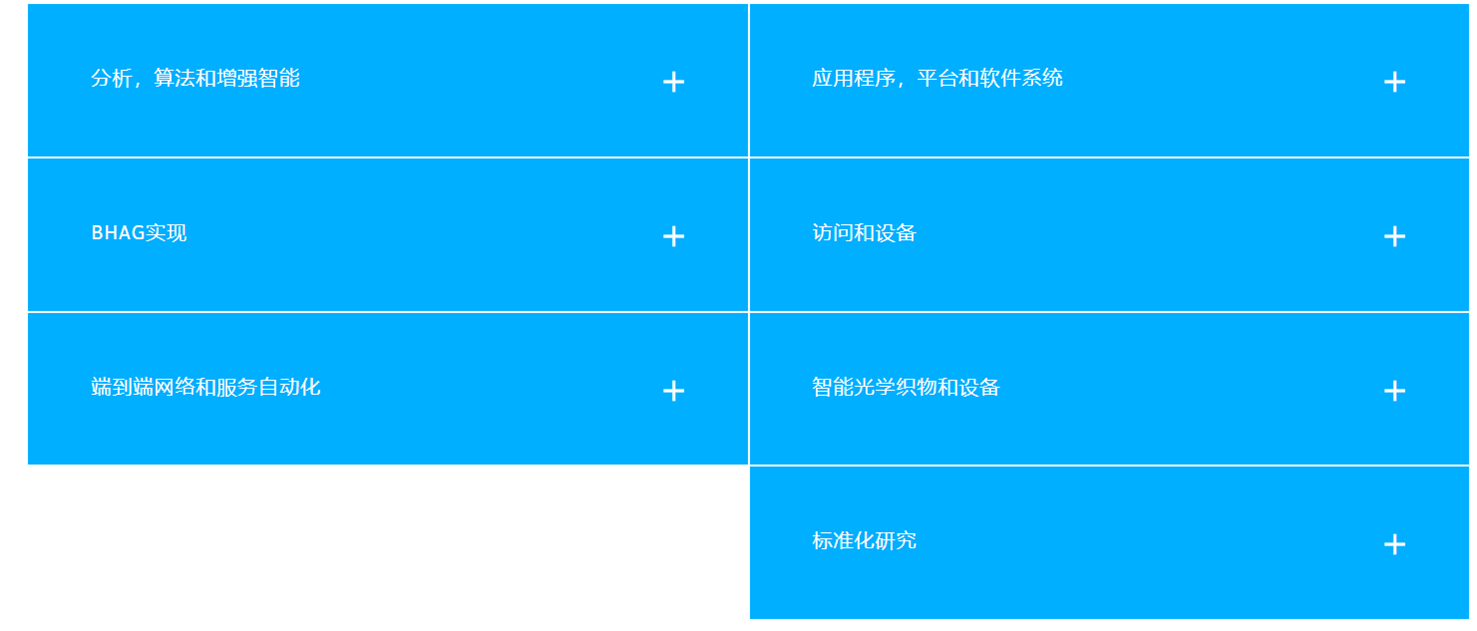 分析，算法和增强智能
应用程序，平台和软件系统
BHAG实现
访问和设备
端到端网络和服务自动化
智能光学织物和设备
标准化研究